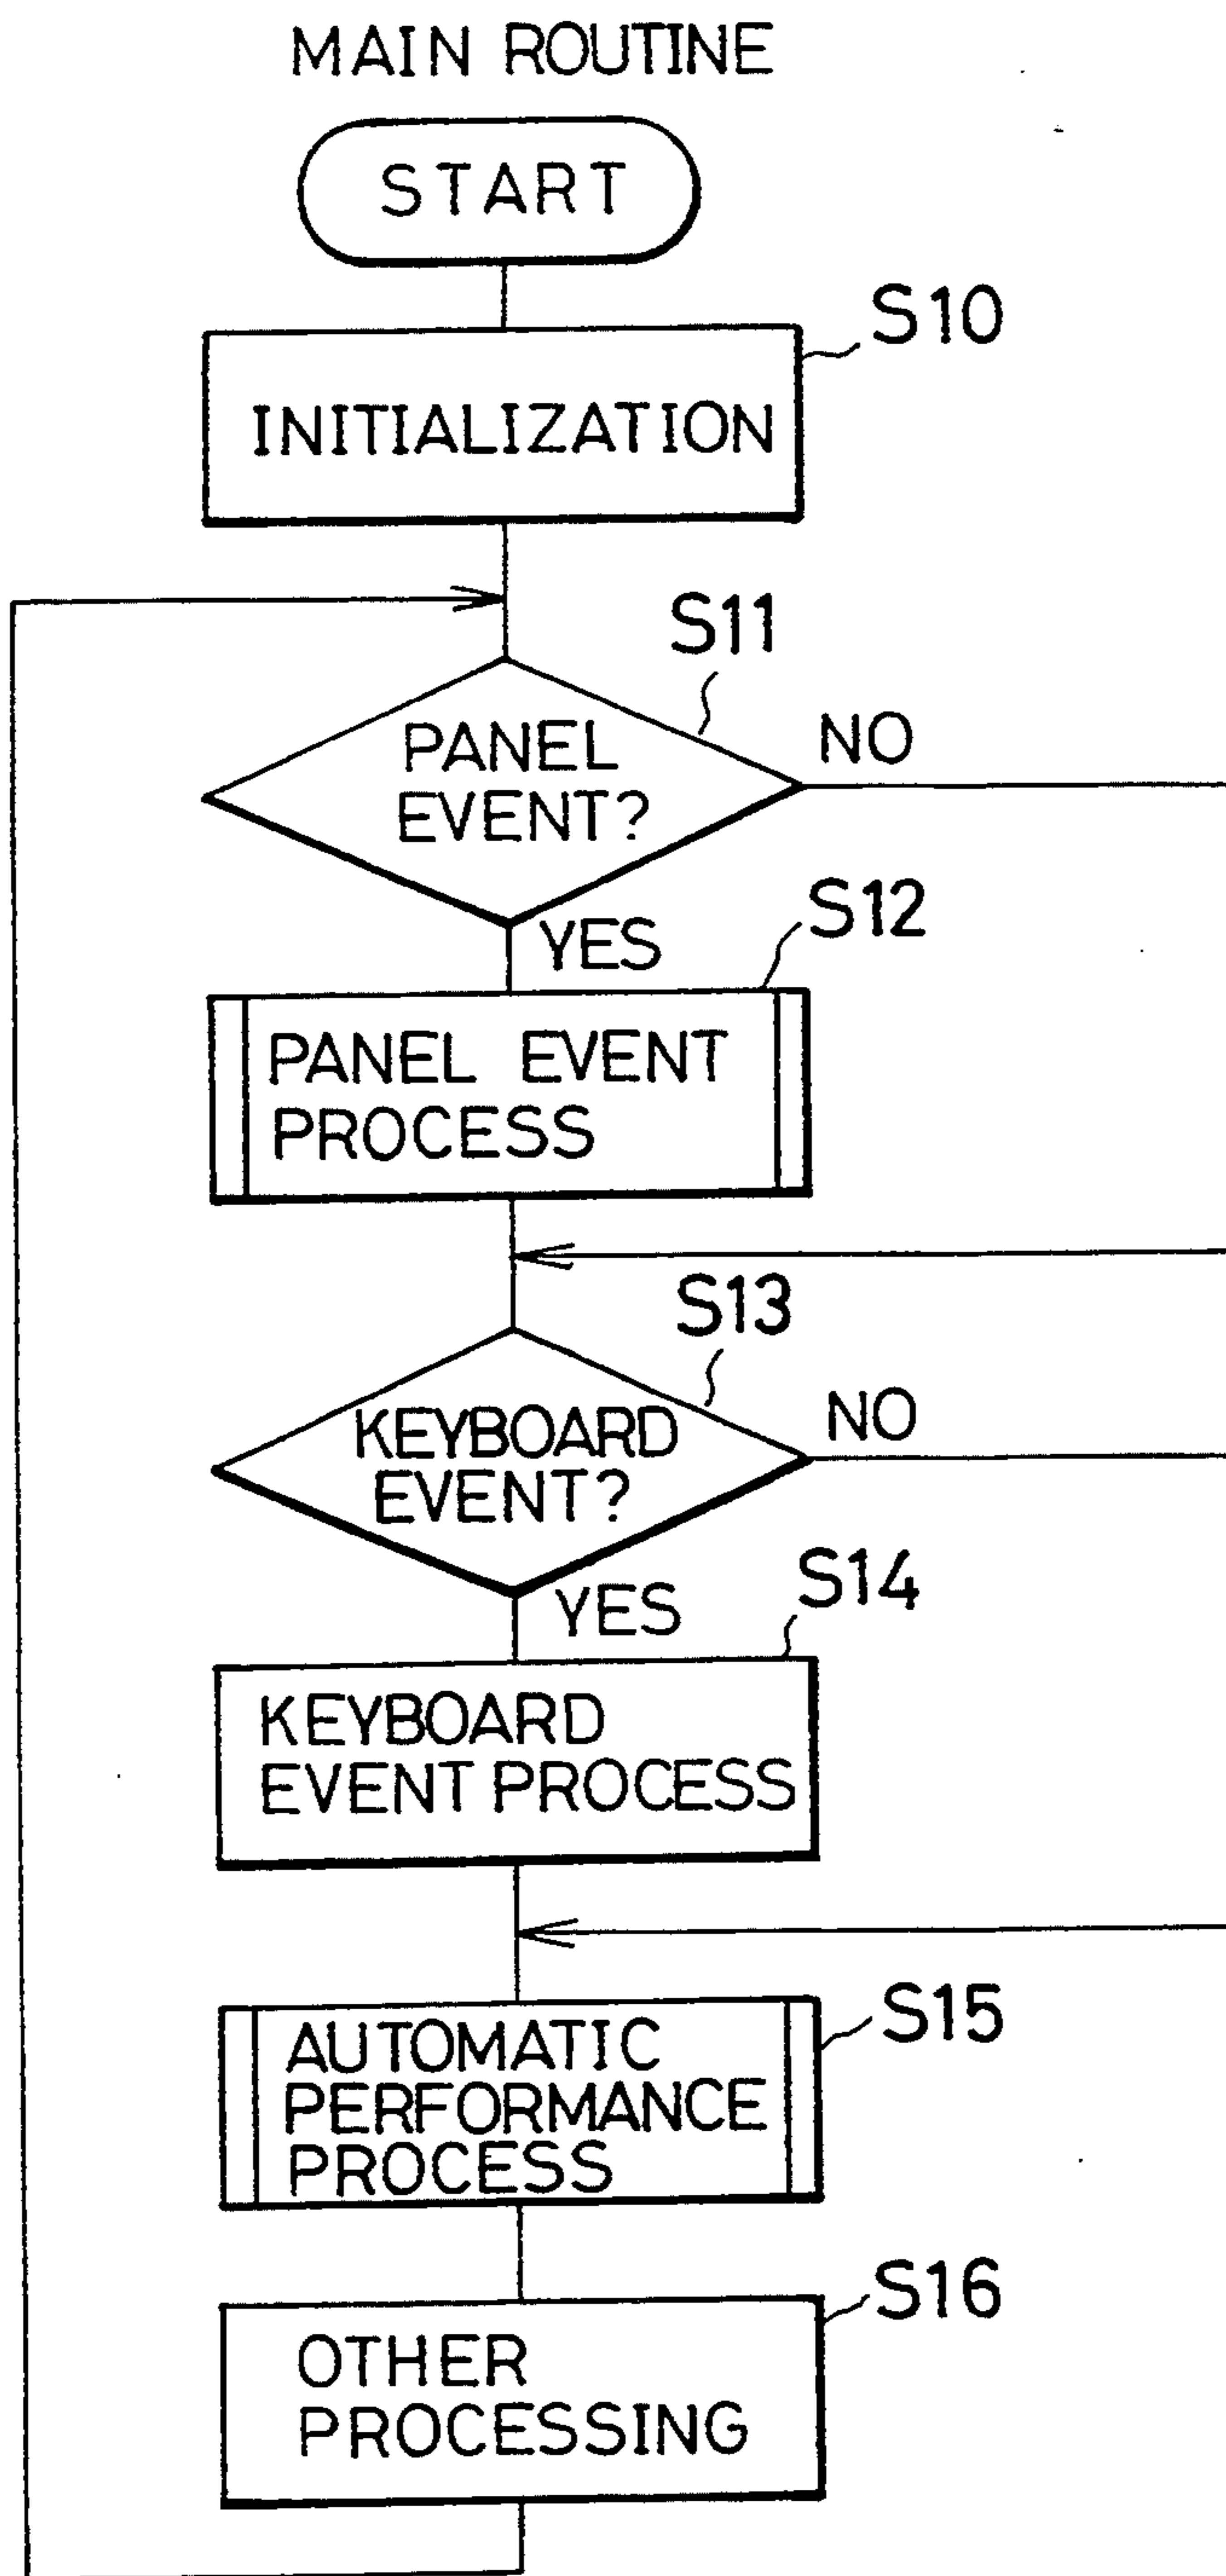 MAIN ROUTINE
START
S10
INITIALIZATION
S11
PANEL
EVENT?
NO
YES
S12
PANEL EVENT
PROCESS
S13
KEYBOARD
EVENT?
NO
YES
S14
KEYBOARD
EVENT PROCESS
S15
AUTOMATIC
PERFORMANCE
PROCESS
S16
OTHER
PROCESSING